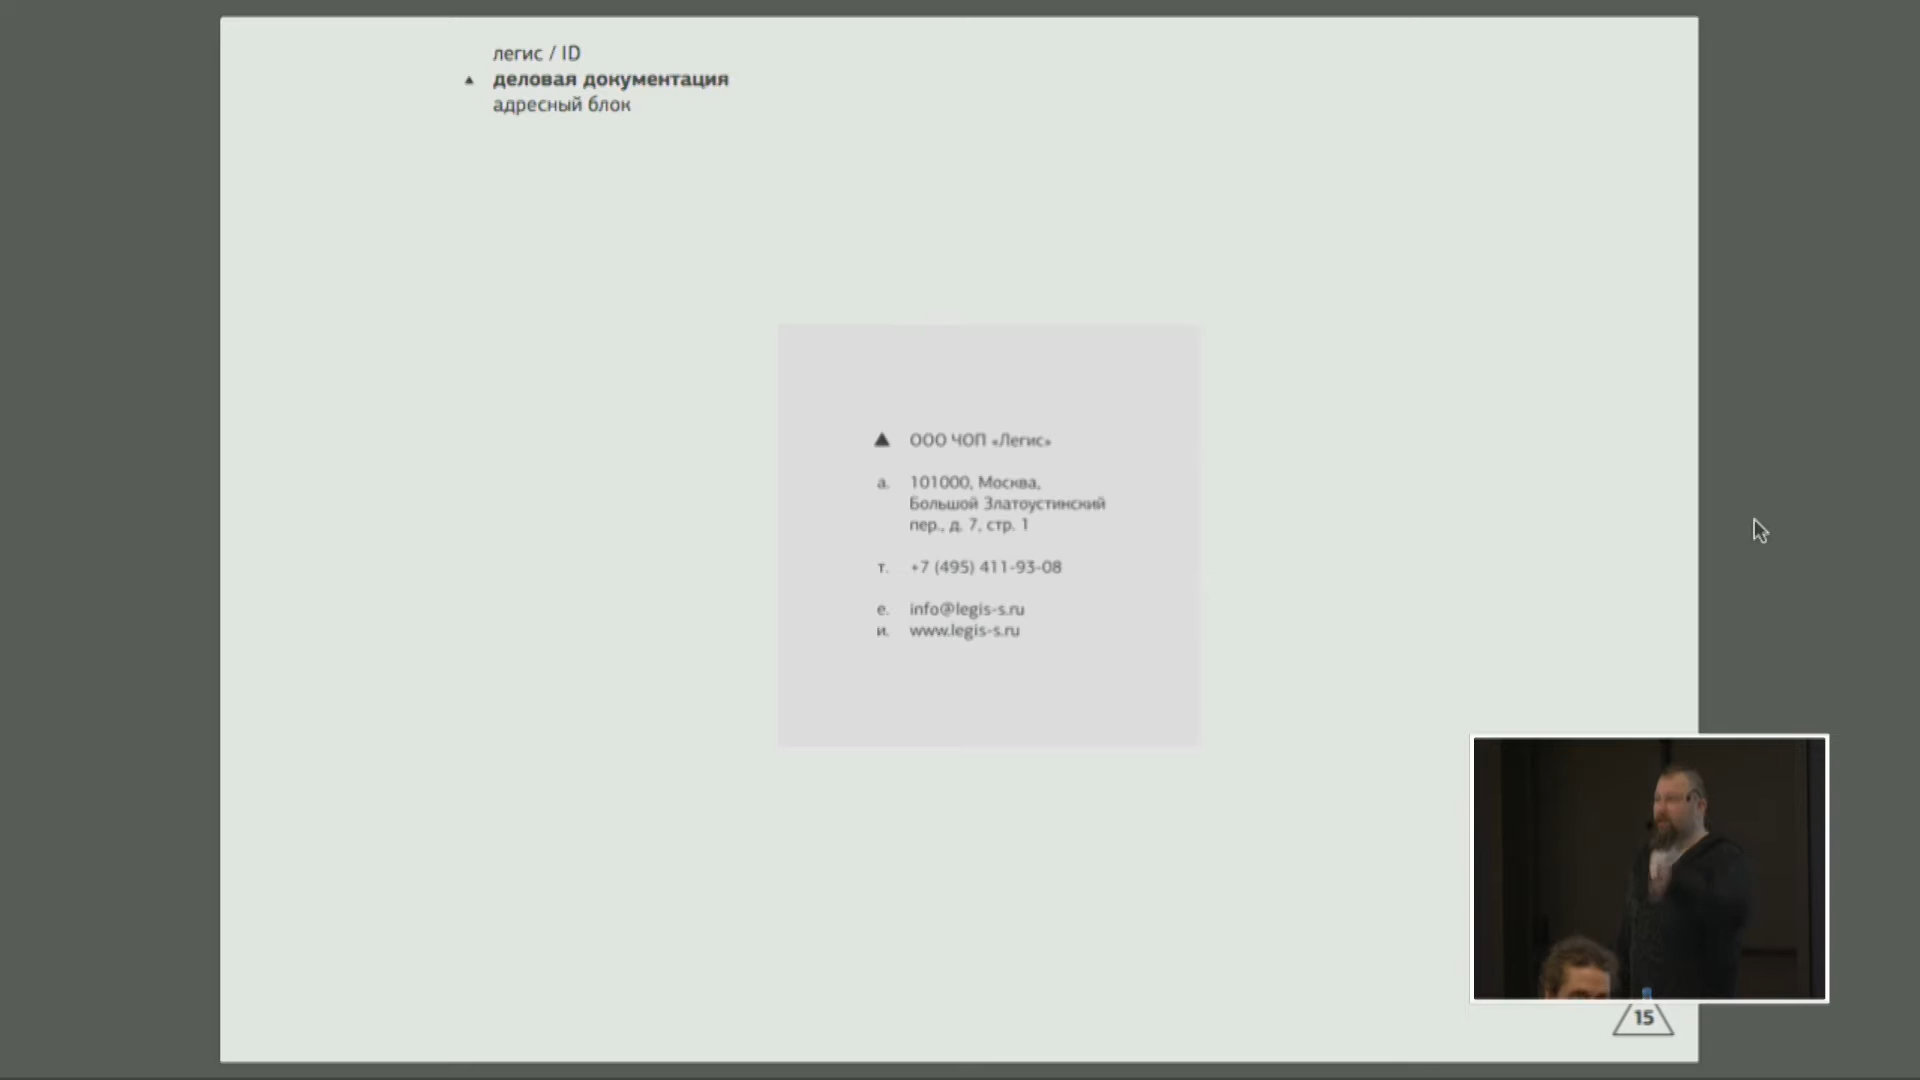 легис / ID
▲ деловая документация
адресный блок
▲ ООО ЧОП «Легис»
а. 101000, Москва,
Большой Златоустинский
пер., д. 7, стр. 1
т. +7 (495) 411-93-08
е. info@legis-s.ru
и. www.legis-s.ru
15